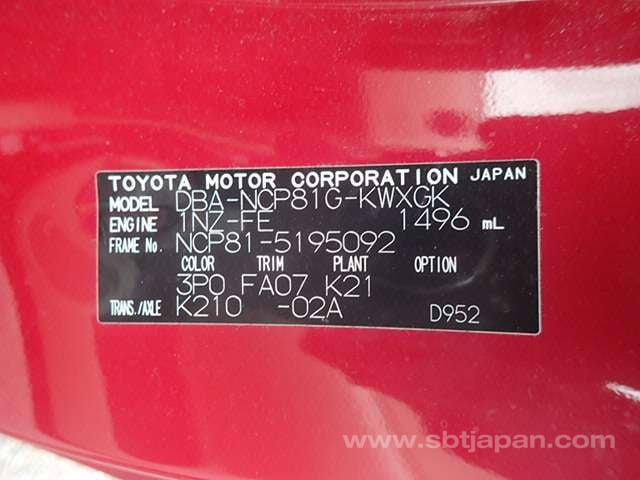 TOYOTA MOTOR CORPORATION JAPAN
MODEL DBA-NCP81G-KWXGK
ENGINE 1NZ-FE 1496 mL
FRAME No. NCP81-5195092
COLOR TRIM PLANT OPTION
3P0 FA07 K21
TRANS./AXLE K210 -02A D952
www.sbtjapan.com